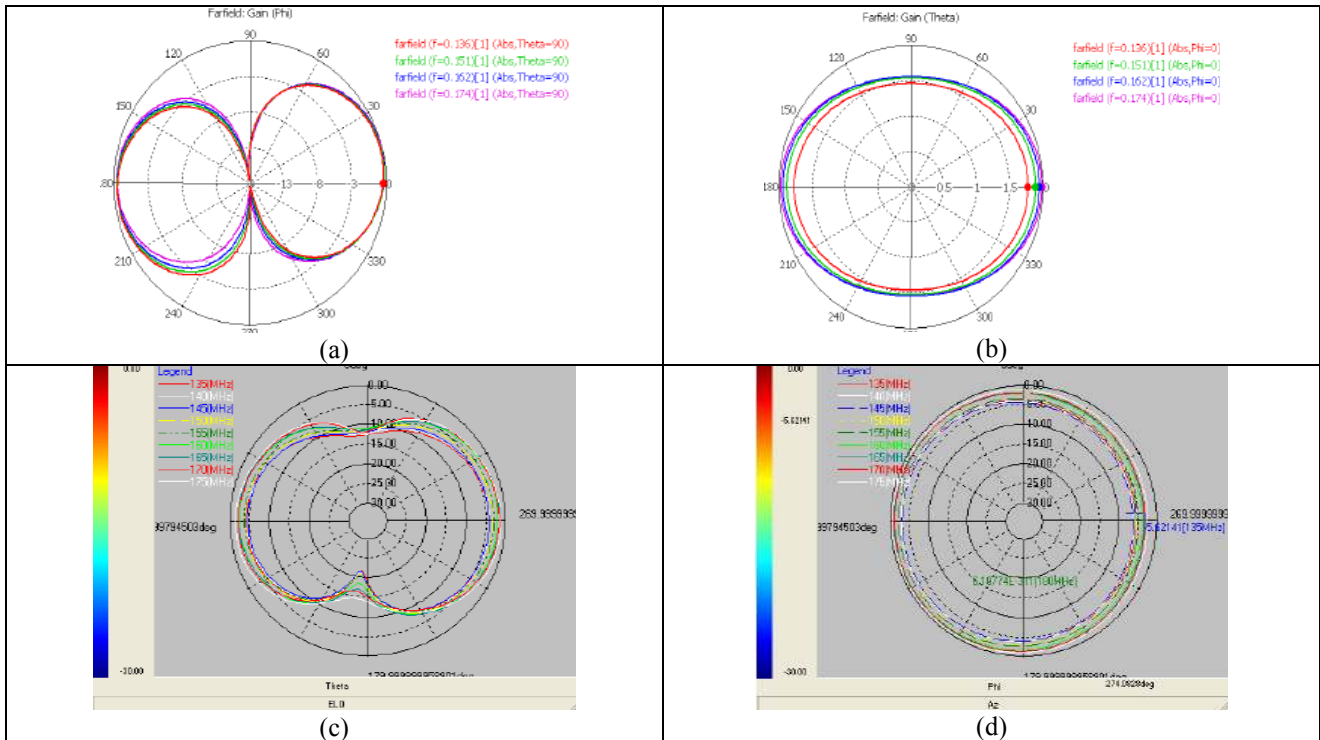 Farfield: Gain (Phi)
farfield (f=0.136)[1] (Abs,Theta=90)
farfield (f=0.151)[1] (Abs,Theta=90)
farfield (f=0.162)[1] (Abs,Theta=90)
farfield (f=0.174)[1] (Abs,Theta=90)
90
120 60
150 30
-13 -8 -3
210 330
240 300
(a)
Farfield: Gain (Theta)
farfield (f=0.136)[1] (Abs,Phi=0)
farfield (f=0.151)[1] (Abs,Phi=0)
farfield (f=0.162)[1] (Abs,Phi=0)
farfield (f=0.174)[1] (Abs,Phi=0)
90
120 60
150 30
180 0 0.5 1 1.5 0
210 330
240 300
(b)
0.00
Legend
135(MHz)
140(MHz)
145(MHz)
150(MHz)
155(MHz)
160(MHz)
165(MHz)
170(MHz)
175(MHz)
0.00
10.00
15.00
20.00
30.00
99794503deg 269.9999999
-30.00
Theta
EL0
(c)
0.00
-5.62141
Legend
135(MHz)
140(MHz)
145(MHz)
150(MHz)
155(MHz)
160(MHz)
165(MHz)
170(MHz)
175(MHz)
0.00
10.00
15.00
20.00
30.00
99794503deg 269.9999999
5.62141[135MHz]
-30.00
Phi
274.0828deg
Az
(d)